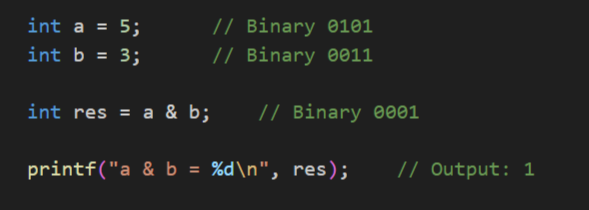 int a = 5;      // Binary 0101
int b = 3;      // Binary 0011
int res = a & b;    // Binary 0001
printf("a & b = %d\n", res);    // Output: 1